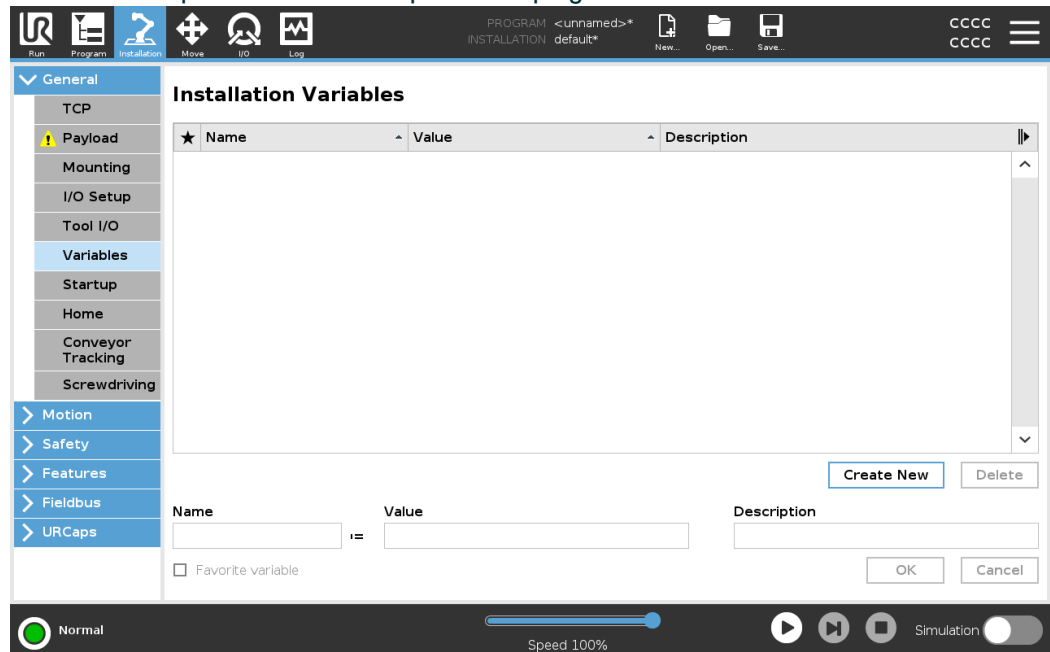 PROGRAM <unnamed>*
INSTALLATION default*
CCCC
CCCC
UR
Run
Program
Installation
Move
I/O
Log
New...
Open...
Save...
General
TCP
Payload
Mounting
I/O Setup
Tool I/O
Variables
Startup
Home
Conveyor
Tracking
Screwdriving
Motion
Safety
Features
Fieldbus
URCaps
Installation Variables
Name Value Description
Create New Delete
Name Value Description
:=
Favorite variable
OK Cancel
Normal
Speed 100%
Simulation